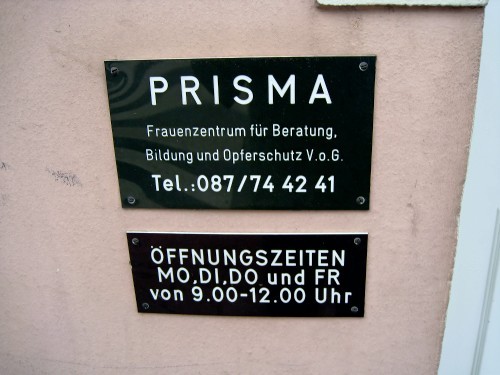 PRISMA
Frauenzentrum für Beratung,
Bildung und Opferschutz V.o.G.
Tel.:087/74 42 41
ÖFFNUNGSZEITEN
MO,DI,DO und FR
von 9.00-12.00 Uhr